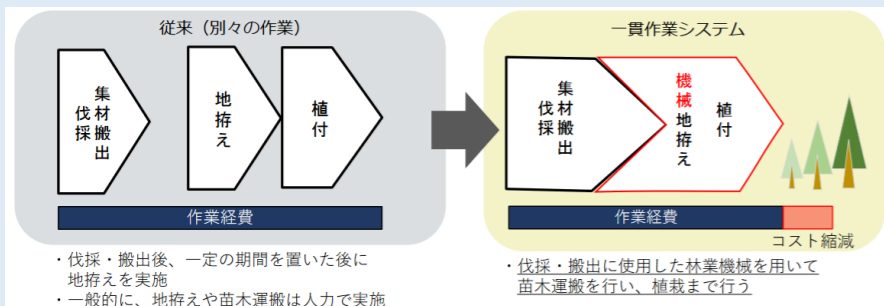 従来（別々の作業）
伐採
集材搬出
地拵え
植付
作業経費
・伐採・搬出後、一定の期間を置いた後に
地拵えを実施
・一般的に、地拵えや苗木運搬は人力で実施
一貫作業システム
伐採
集材搬出
機械地拵え
植付
作業経費
コスト縮減
・伐採・搬出に使用した林業機械を用いて
苗木運搬を行い、植栽まで行う